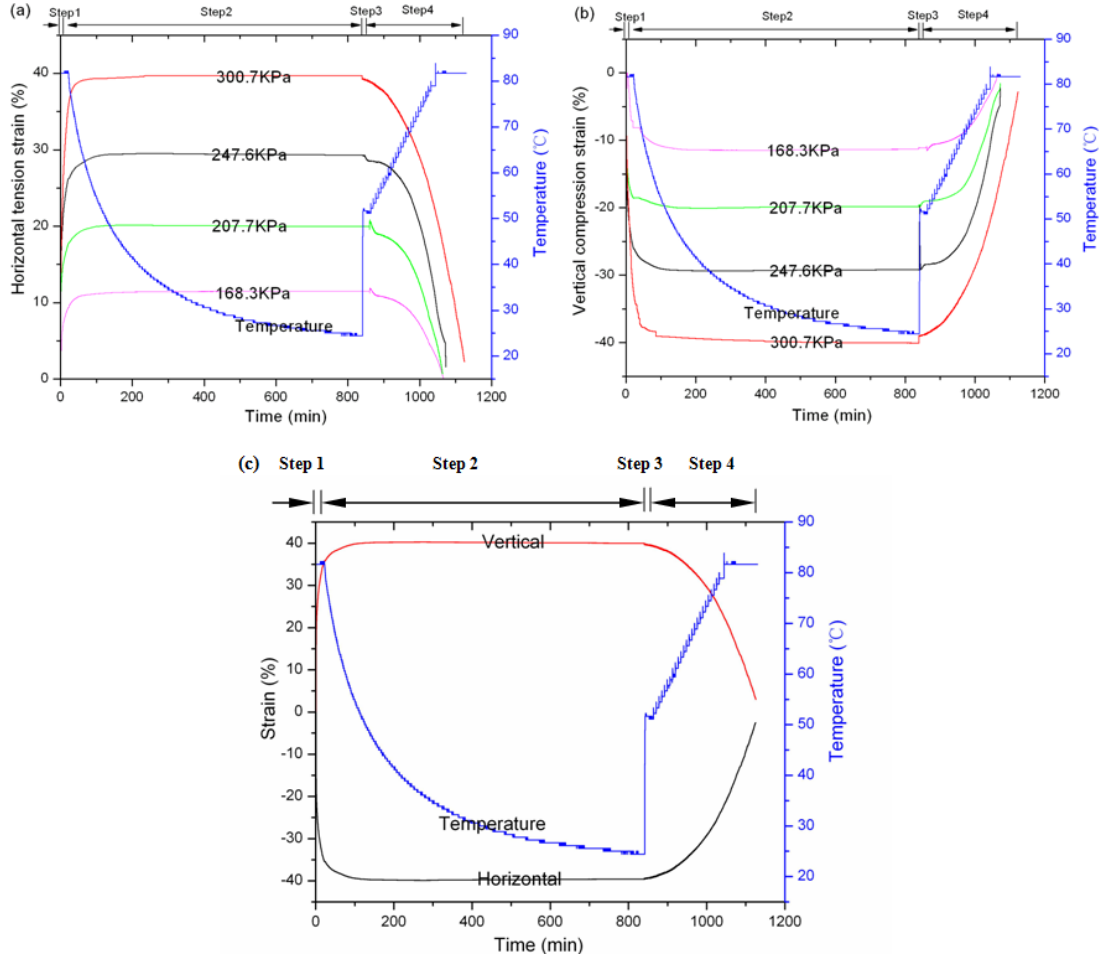 (a)
Step1 Step2 Step3 Step4
Horizontal tension strain (%)
40
30
20
10
0
300.7KPa
247.6KPa
207.7KPa
168.3KPa
Temperature
90
80
70
60
50
40
30
20
Temperature (℃)
0 200 400 600 800 1000 1200
Time (min)
(b)
Step1 Step2 Step3 Step4
Vertical compression strain (%)
0
-10
-20
-30
-40
168.3KPa
207.7KPa
247.6KPa
Temperature
300.7KPa
90
80
70
60
50
40
30
20
Temperature (℃)
0 200 400 600 800 1000 1200
Time (min)
(c) Step 1 Step 2 Step 3 Step 4
Strain (%)
40
30
20
10
0
-10
-20
-30
-40
Vertical
Temperature
Horizontal
90
80
70
60
50
40
30
20
Temperature (℃)
0 200 400 600 800 1000 1200
Time (min)